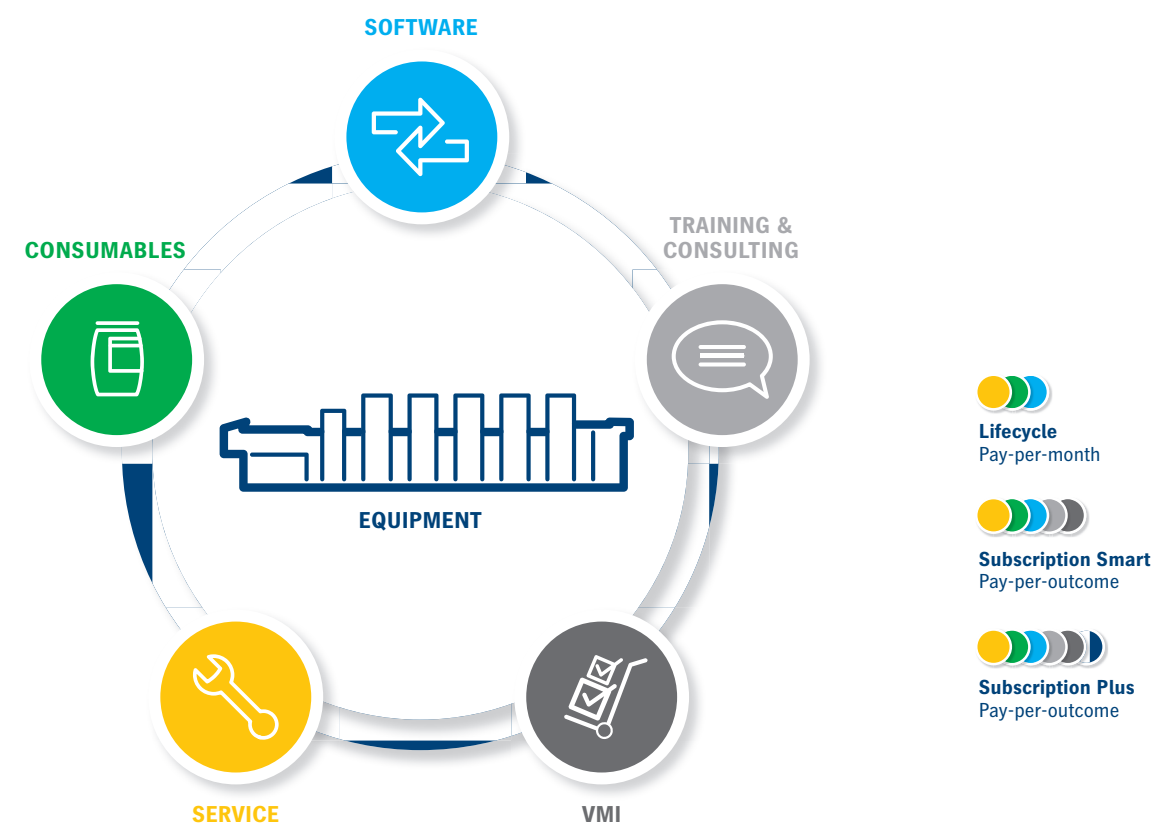 SOFTWARE
TRAINING &
CONSULTING
CONSUMABLES
EQUIPMENT
SERVICE
VMI
Lifecycle
Pay-per-month
Subscription Smart
Pay-per-outcome
Subscription Plus
Pay-per-outcome